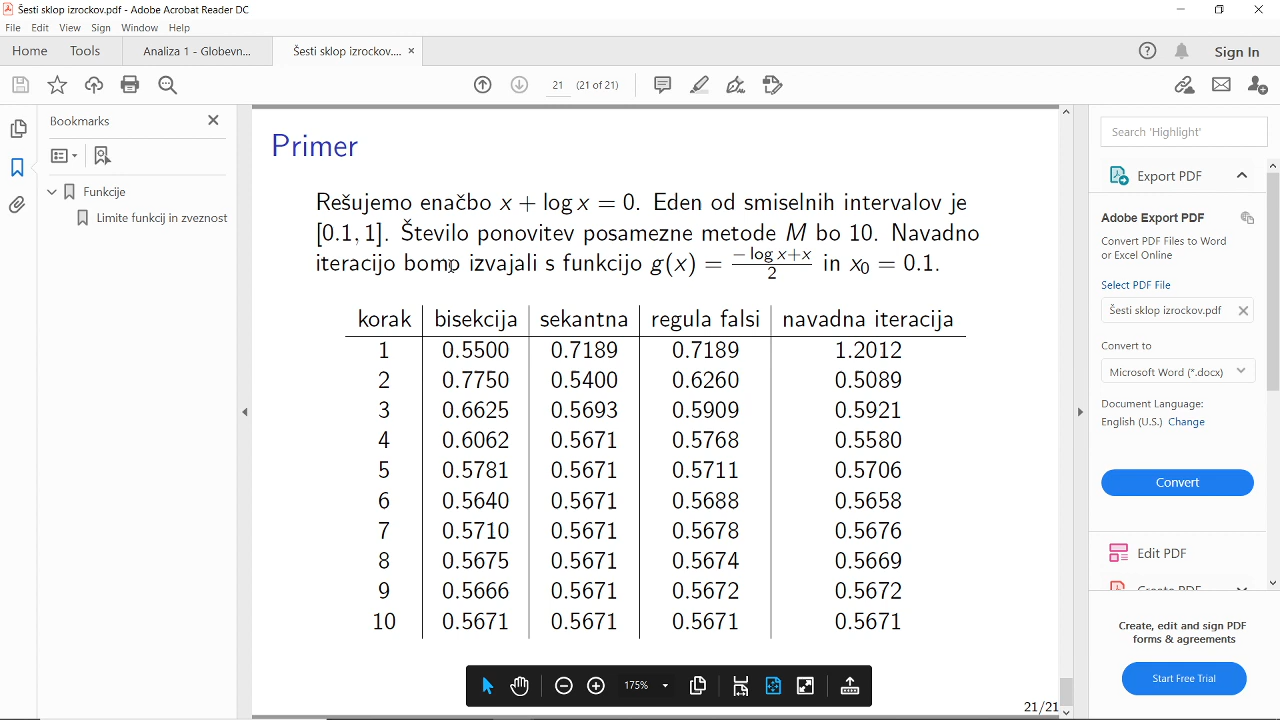 Šesti sklop izrockov.pdf - Adobe Acrobat Reader DC
File Edit View Sign Window Help
Home Tools Analiza 1 - Globevn... Šesti sklop izrockov.... × Sign In
21 (21 of 21)
Bookmarks
Funkcije
Limite funkcij in zveznost
Primer
Rešujemo enačbo x + log x = 0. Eden od smiselnih intervalov je
[0.1, 1]. Število ponovitev posamezne metode M bo 10. Navadno
iteracijo bomo izvajali s funkcijo g(x) = (− log x+x)/2 in x₀ = 0.1.
korak bisekcija sekantna regula falsi navadna iteracija
1 0.5500 0.7189 0.7189 1.2012
2 0.7750 0.5400 0.6260 0.5089
3 0.6625 0.5693 0.5909 0.5921
4 0.6062 0.5671 0.5768 0.5580
5 0.5781 0.5671 0.5711 0.5706
6 0.5640 0.5671 0.5688 0.5658
7 0.5710 0.5671 0.5678 0.5676
8 0.5675 0.5671 0.5674 0.5669
9 0.5666 0.5671 0.5672 0.5672
10 0.5671 0.5671 0.5671 0.5671
175%
21/21
Search 'Highlight'
Export PDF
Adobe Export PDF
Convert PDF Files to Word
or Excel Online
Select PDF File
Šesti sklop izrockov.pdf
Convert to
Microsoft Word (*.docx)
Document Language:
English (U.S.) Change
Convert
Edit PDF
Create PDF
Create, edit and sign PDF
forms & agreements
Start Free Trial